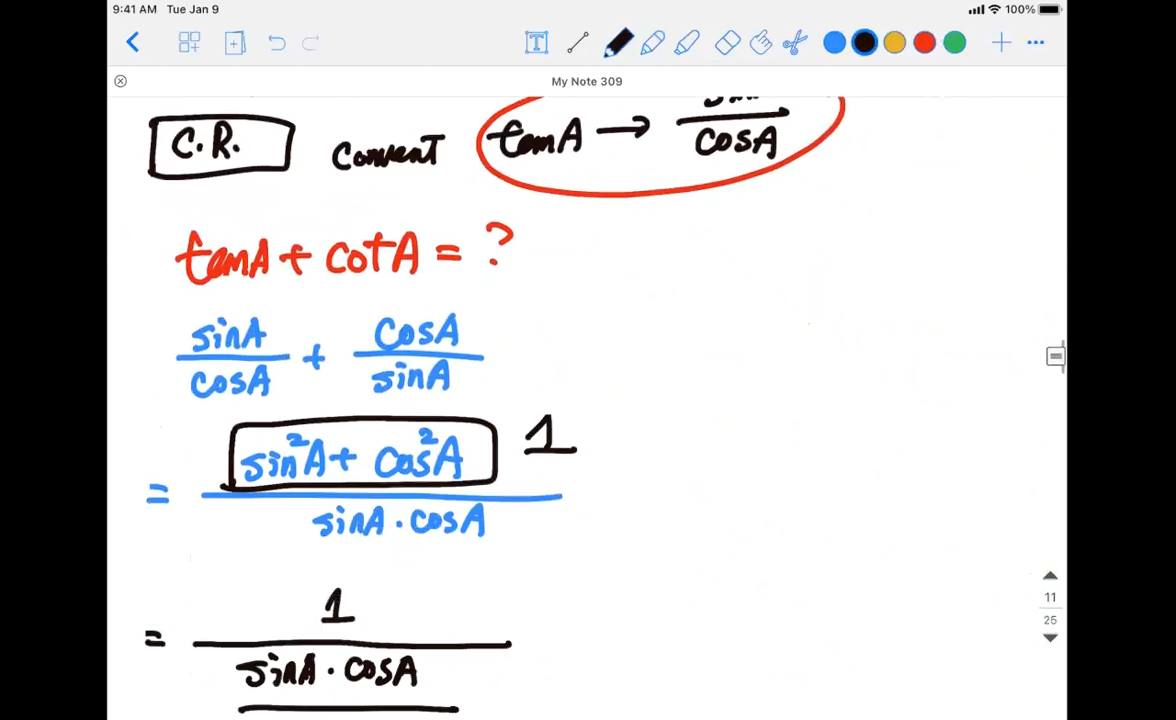 9:41 AM Tue Jan 9 100%
My Note 309
C.R. Convert tanA → sin / cosA
tanA + cotA = ?
sinA/cosA + cosA/sinA
= sin²A + cos²A / sinA · cosA 1
= 1 / sinA · cosA
11
25